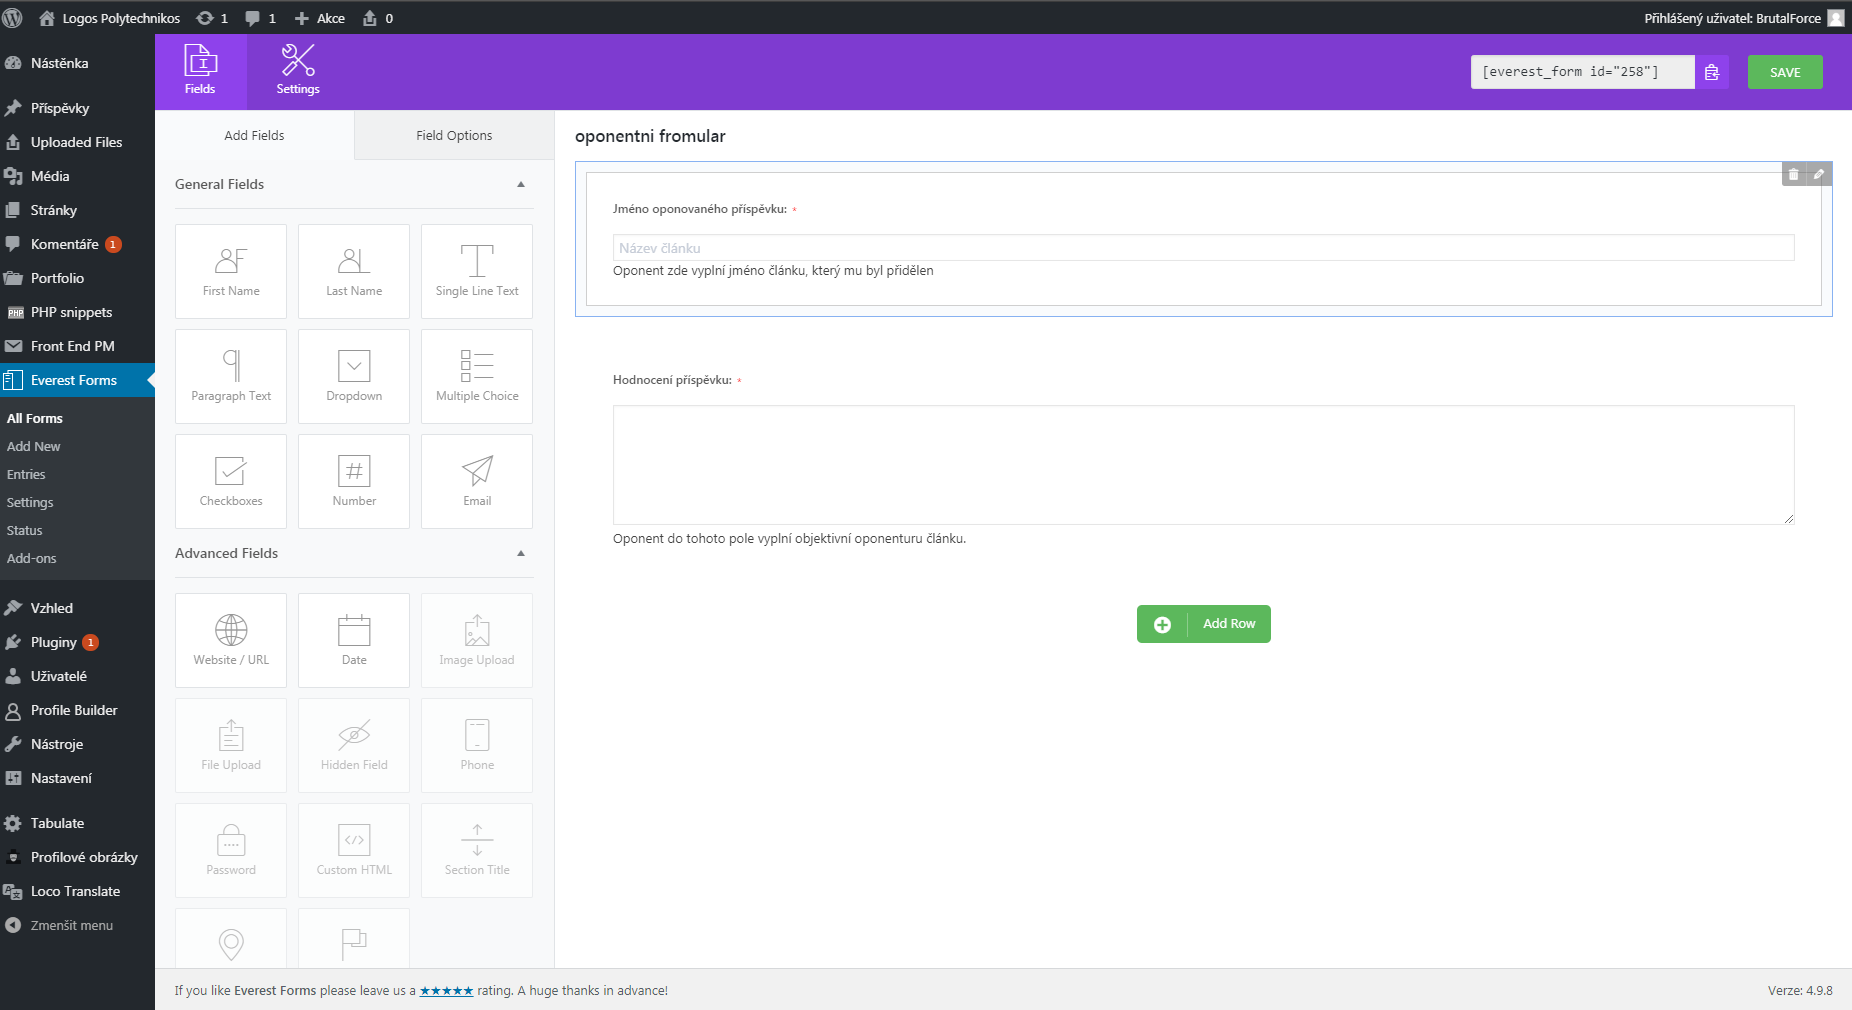 Logos Polytechnikos
1
1
Akce
0
Přihlášený uživatel: BrutalForce
Nástěnka
Příspěvky
Uploaded Files
Média
Stránky
Komentáře 1
Portfolio
PHP PHP snippets
Front End PM
Everest Forms
All Forms
Add New
Entries
Settings
Status
Add-ons
Vzhled
Pluginy 1
Uživatelé
Profile Builder
Nástroje
Nastavení
Tabulate
Profilové obrázky
Loco Translate
Zmenšit menu
Fields
Settings
[everest_form id="258"]
SAVE
Add Fields
Field Options
General Fields
First Name
Last Name
Single Line Text
Paragraph Text
Dropdown
Multiple Choice
Checkboxes
Number
Email
Advanced Fields
Website / URL
Date
Image Upload
File Upload
Hidden Field
Phone
Password
Custom HTML
Section Title
oponentni fromular
Jméno oponovaného příspěvku: *
Název článku
Oponent zde vyplní jméno článku, který mu byl přidělen
Hodnocení příspěvku: *
Oponent do tohoto pole vyplní objektivní oponenturu článku.
Add Row
If you like Everest Forms please leave us a ★★★★★ rating. A huge thanks in advance!
Verze: 4.9.8